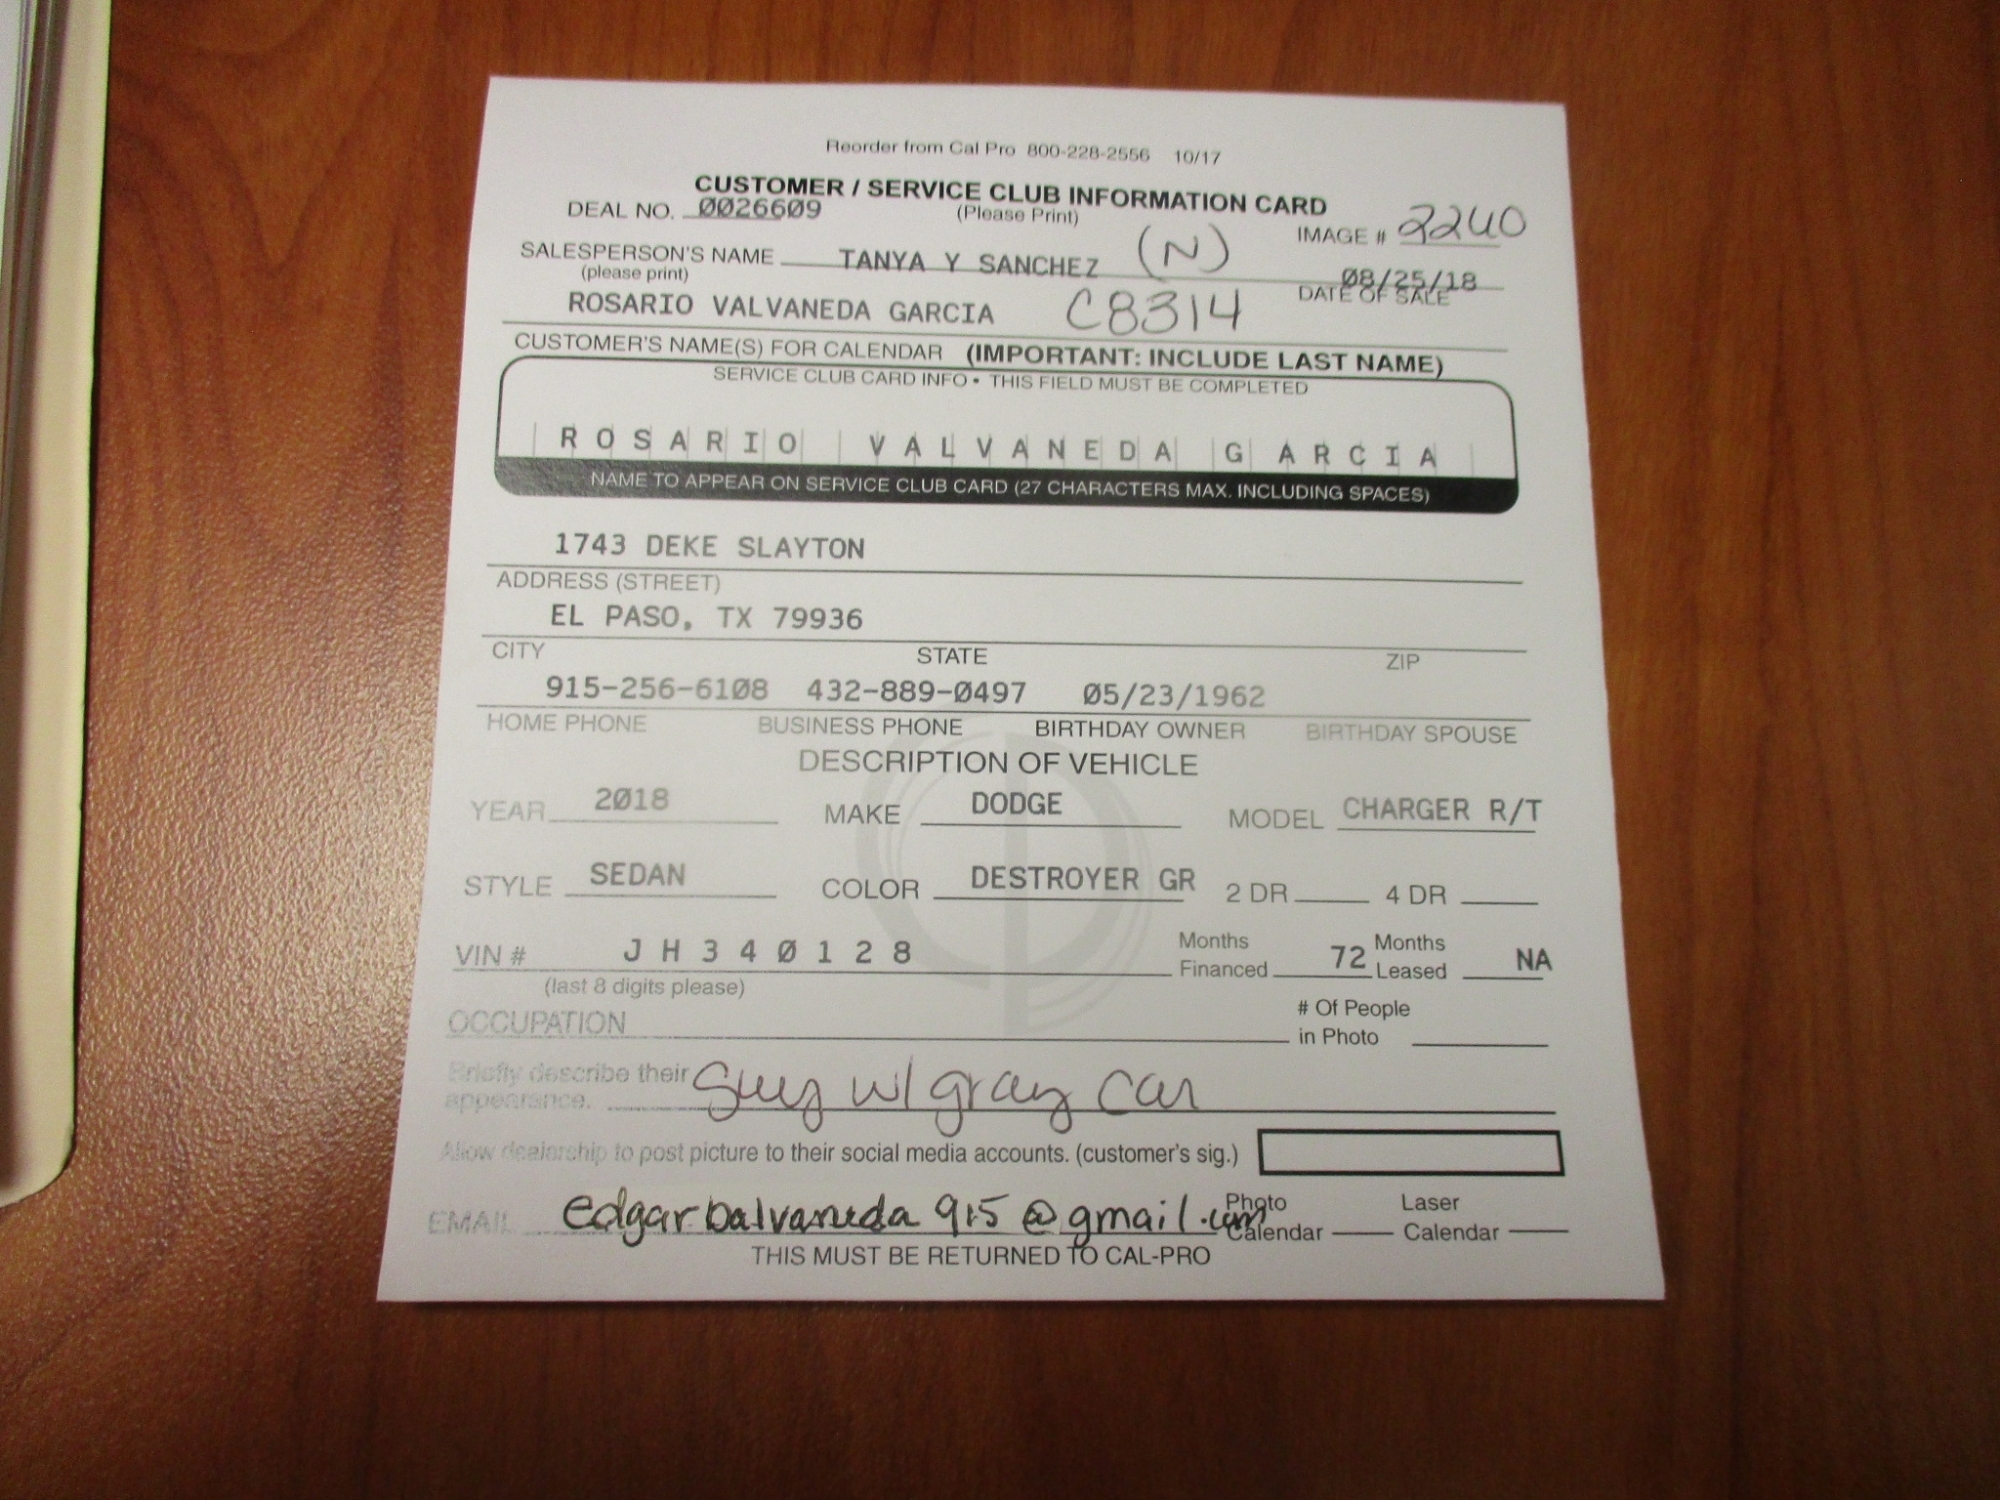 Reorder from Cal Pro 800-228-2556 10/17
CUSTOMER / SERVICE CLUB INFORMATION CARD
DEAL NO. 0026609 (Please Print) IMAGE # 2240
SALESPERSON'S NAME TANYA Y SANCHEZ (N) 08/25/18
(please print) DATE OF SALE
ROSARIO VALVANEDA GARCIA C8314
CUSTOMER'S NAME(S) FOR CALENDAR (IMPORTANT: INCLUDE LAST NAME)
SERVICE CLUB CARD INFO • THIS FIELD MUST BE COMPLETED
ROSARIO VALVANEDA GARCIA
NAME TO APPEAR ON SERVICE CLUB CARD (27 CHARACTERS MAX. INCLUDING SPACES)
1743 DEKE SLAYTON
ADDRESS (STREET)
EL PASO, TX 79936
CITY STATE ZIP
915-256-6108 432-889-0497 05/23/1962
HOME PHONE BUSINESS PHONE BIRTHDAY OWNER BIRTHDAY SPOUSE
DESCRIPTION OF VEHICLE
YEAR 2018 MAKE DODGE MODEL CHARGER R/T
STYLE SEDAN COLOR DESTROYER GR 2 DR 4 DR
VIN # JH340128 Months Financed 72 Months Leased NA
(last 8 digits please)
OCCUPATION # Of People in Photo
Briefly describe their appearance. Guy w/ gray car
Allow dealership to post picture to their social media accounts. (customer's sig.)
EMAIL edgarbalvaneda915@gmail.com Photo Calendar Laser Calendar
THIS MUST BE RETURNED TO CAL-PRO